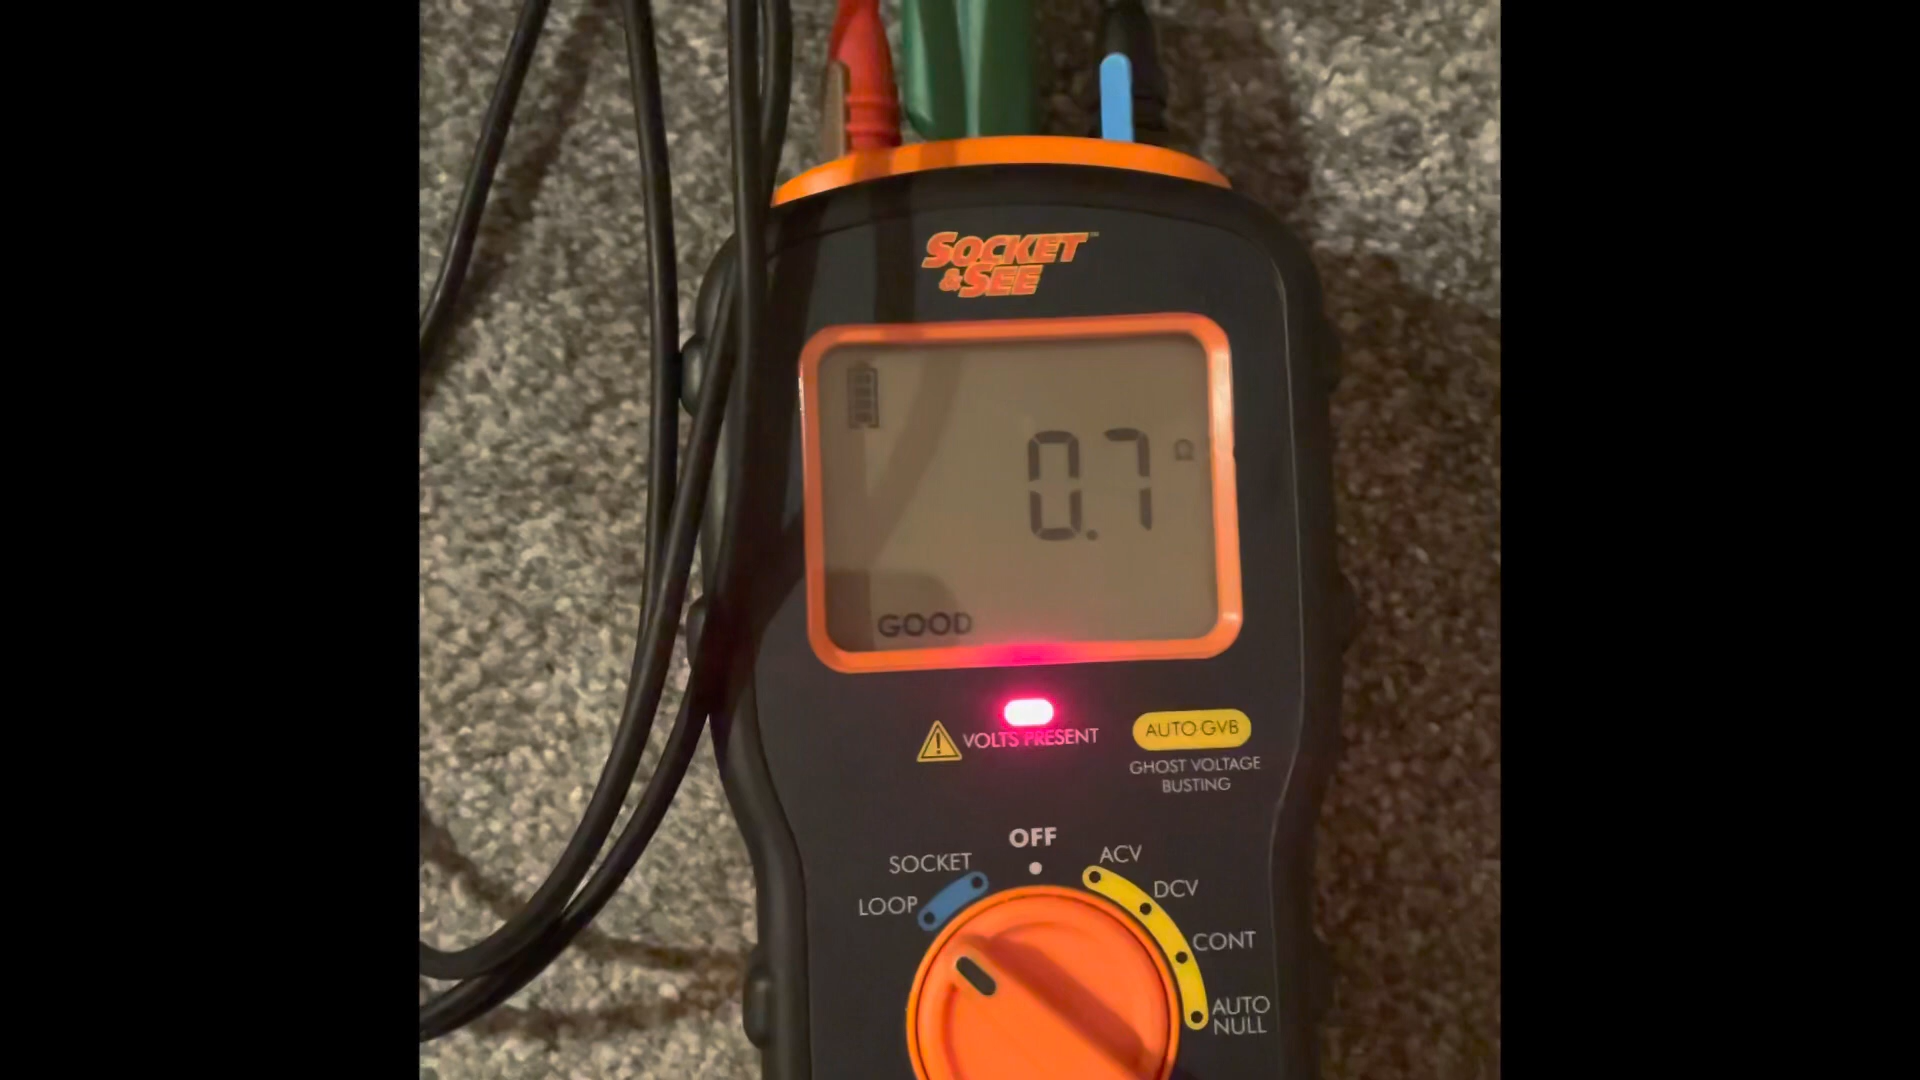 SOCKET™
&SEE
0.7 Ω
GOOD
VOLTS PRESENT
AUTO GVB
GHOST VOLTAGE
BUSTING
OFF
SOCKET
LOOP
ACV
DCV
CONT
AUTO
NULL